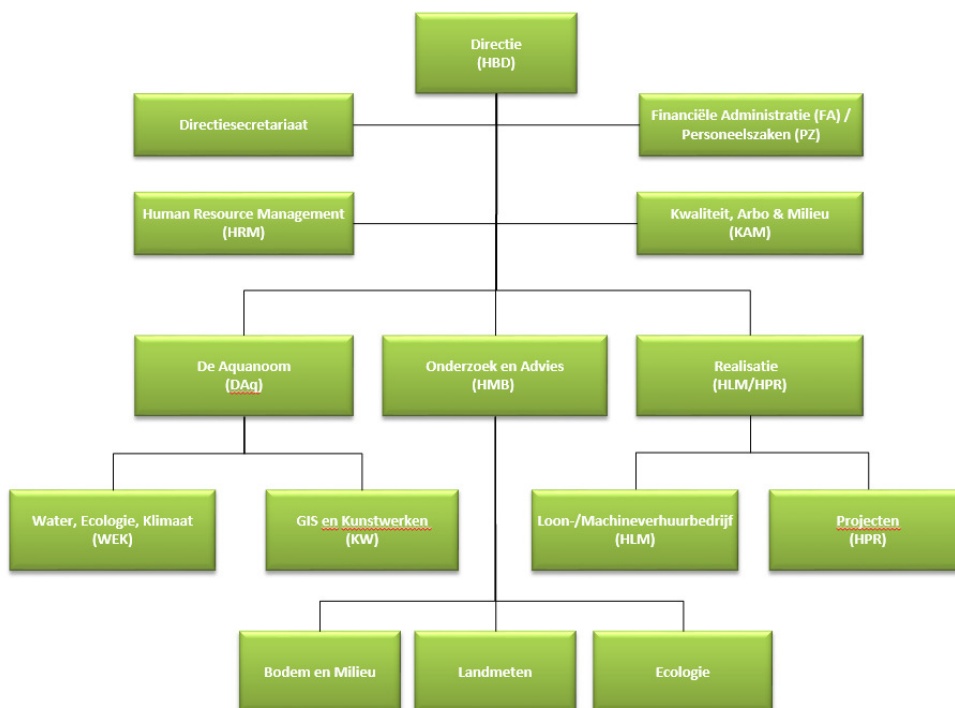 Directie
(HBD)
Directiesecretariaat
Financiële Administratie (FA) /
Personeelszaken (PZ)
Human Resource Management
(HRM)
Kwaliteit, Arbo & Milieu
(KAM)
De Aquanoom
(DAq)
Onderzoek en Advies
(HMB)
Realisatie
(HLM/HPR)
Water, Ecologie, Klimaat
(WEK)
GIS en Kunstwerken
(KW)
Loon-/Machineverhuurbedrijf
(HLM)
Projecten
(HPR)
Bodem en Milieu
Landmeten
Ecologie